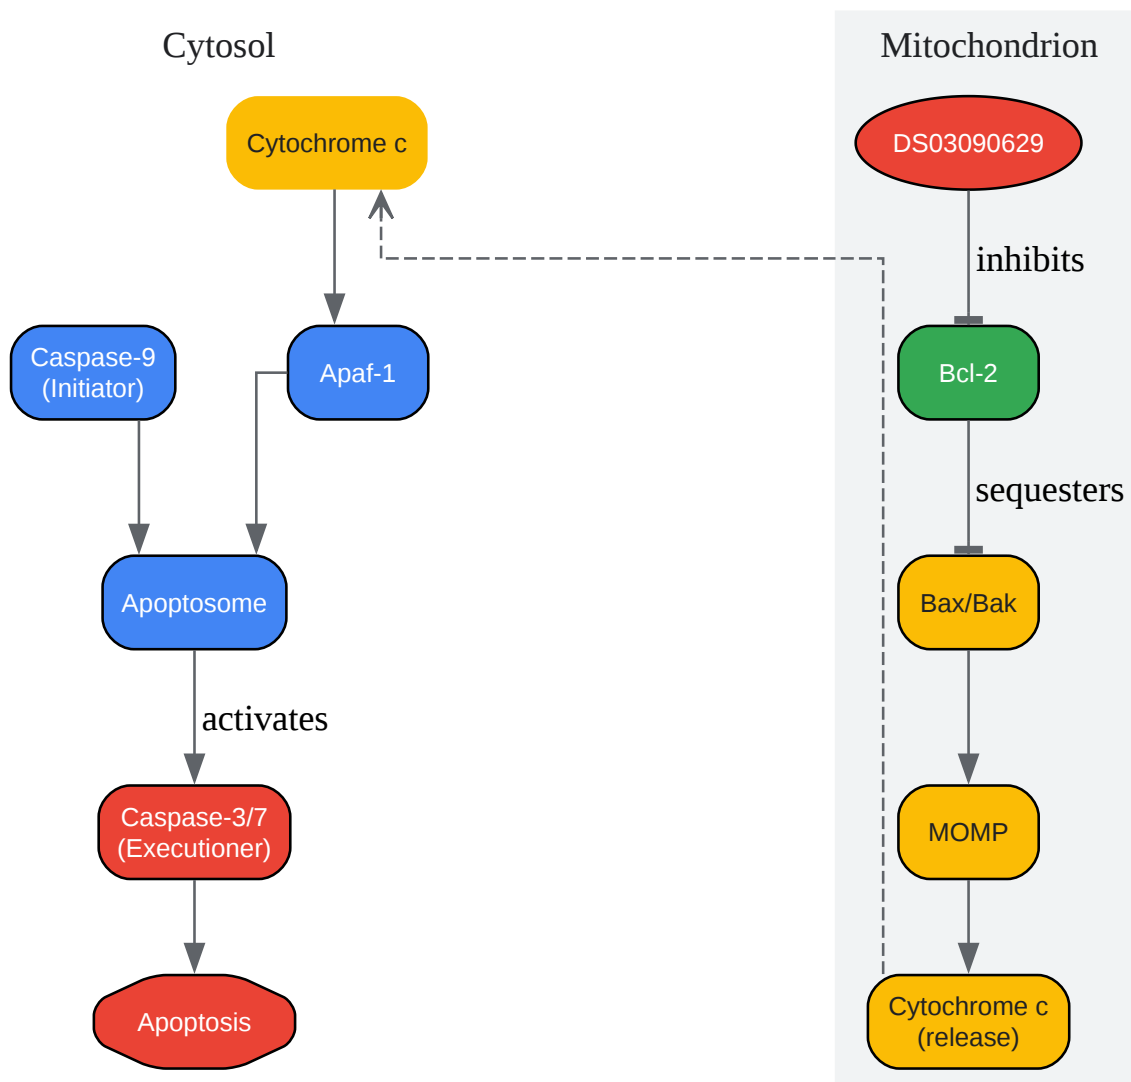 Cytosol
Mitochondrion
Cytochrome c
DS03090629
inhibits
Caspase-9
(Initiator)
Apaf-1
Bcl-2
sequesters
Apoptosome
Bax/Bak
activates
Caspase-3/7
(Executioner)
MOMP
Apoptosis
Cytochrome c
(release)